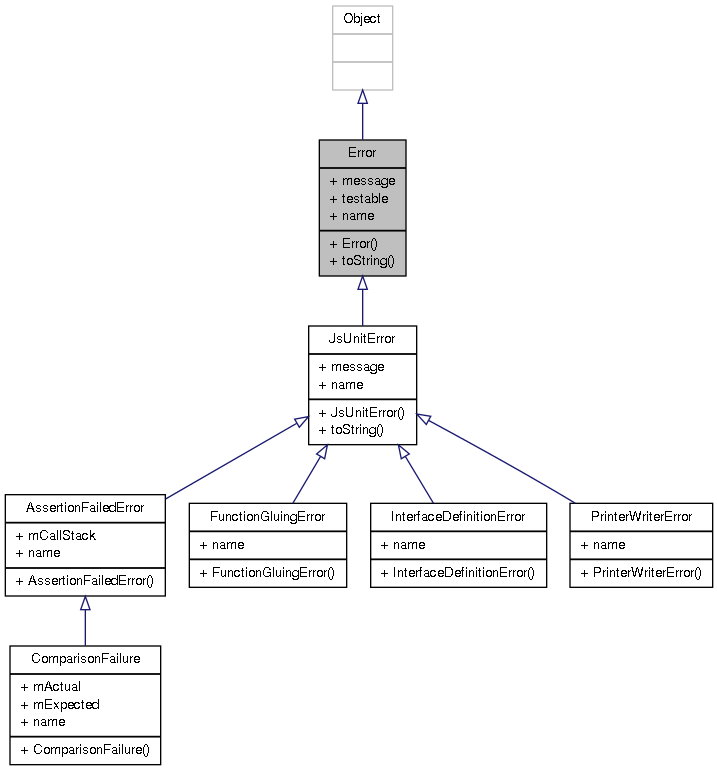 Object
Error
+ message
+ testable
+ name
+ Error()
+ toString()
JsUnitError
+ message
+ name
+ JsUnitError()
+ toString()
AssertionFailedError
+ mCallStack
+ name
+ AssertionFailedError()
FunctionGluingError
+ name
+ FunctionGluingError()
InterfaceDefinitionError
+ name
+ InterfaceDefinitionError()
PrinterWriterError
+ name
+ PrinterWriterError()
ComparisonFailure
+ mActual
+ mExpected
+ name
+ ComparisonFailure()